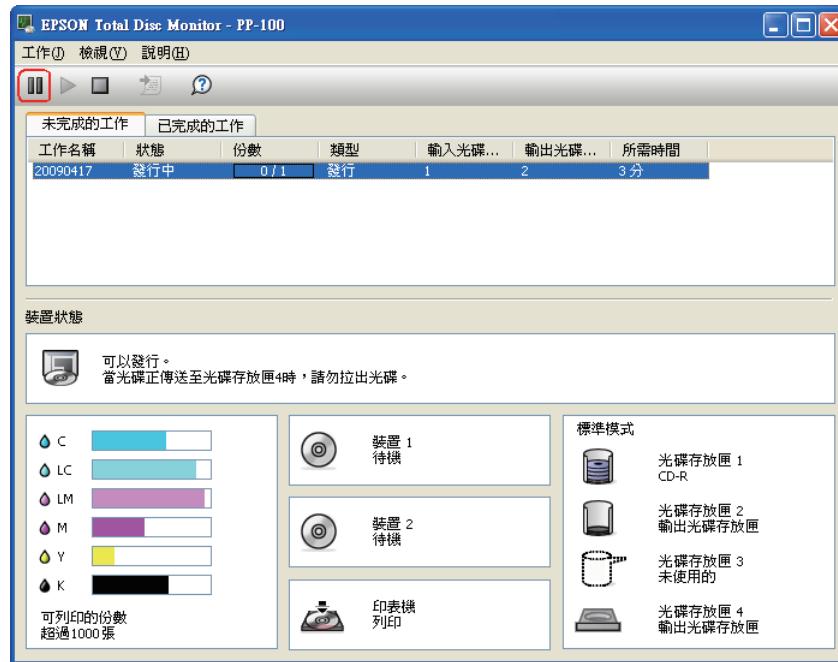 EPSON Total Disc Monitor - PP-100
工作(J) 檢視(V) 說明(H)
未完成的工作 已完成的工作
工作名稱 狀態 份數 類型 輸入光碟... 輸出光碟... 所需時間
20090417 發行中 0 / 1 發行 1 2 3 分
裝置狀態
可以發行。
當光碟正傳送至光碟存放匣4時，請勿拉出光碟。
C
LC
LM
M
Y
K
可列印的份數
超過1000 張
裝置 1
待機
裝置 2
待機
印表機
列印
標準模式
光碟存放匣 1
CD-R
光碟存放匣 2
輸出光碟存放匣
光碟存放匣 3
未使用的
光碟存放匣 4
輸出光碟存放匣